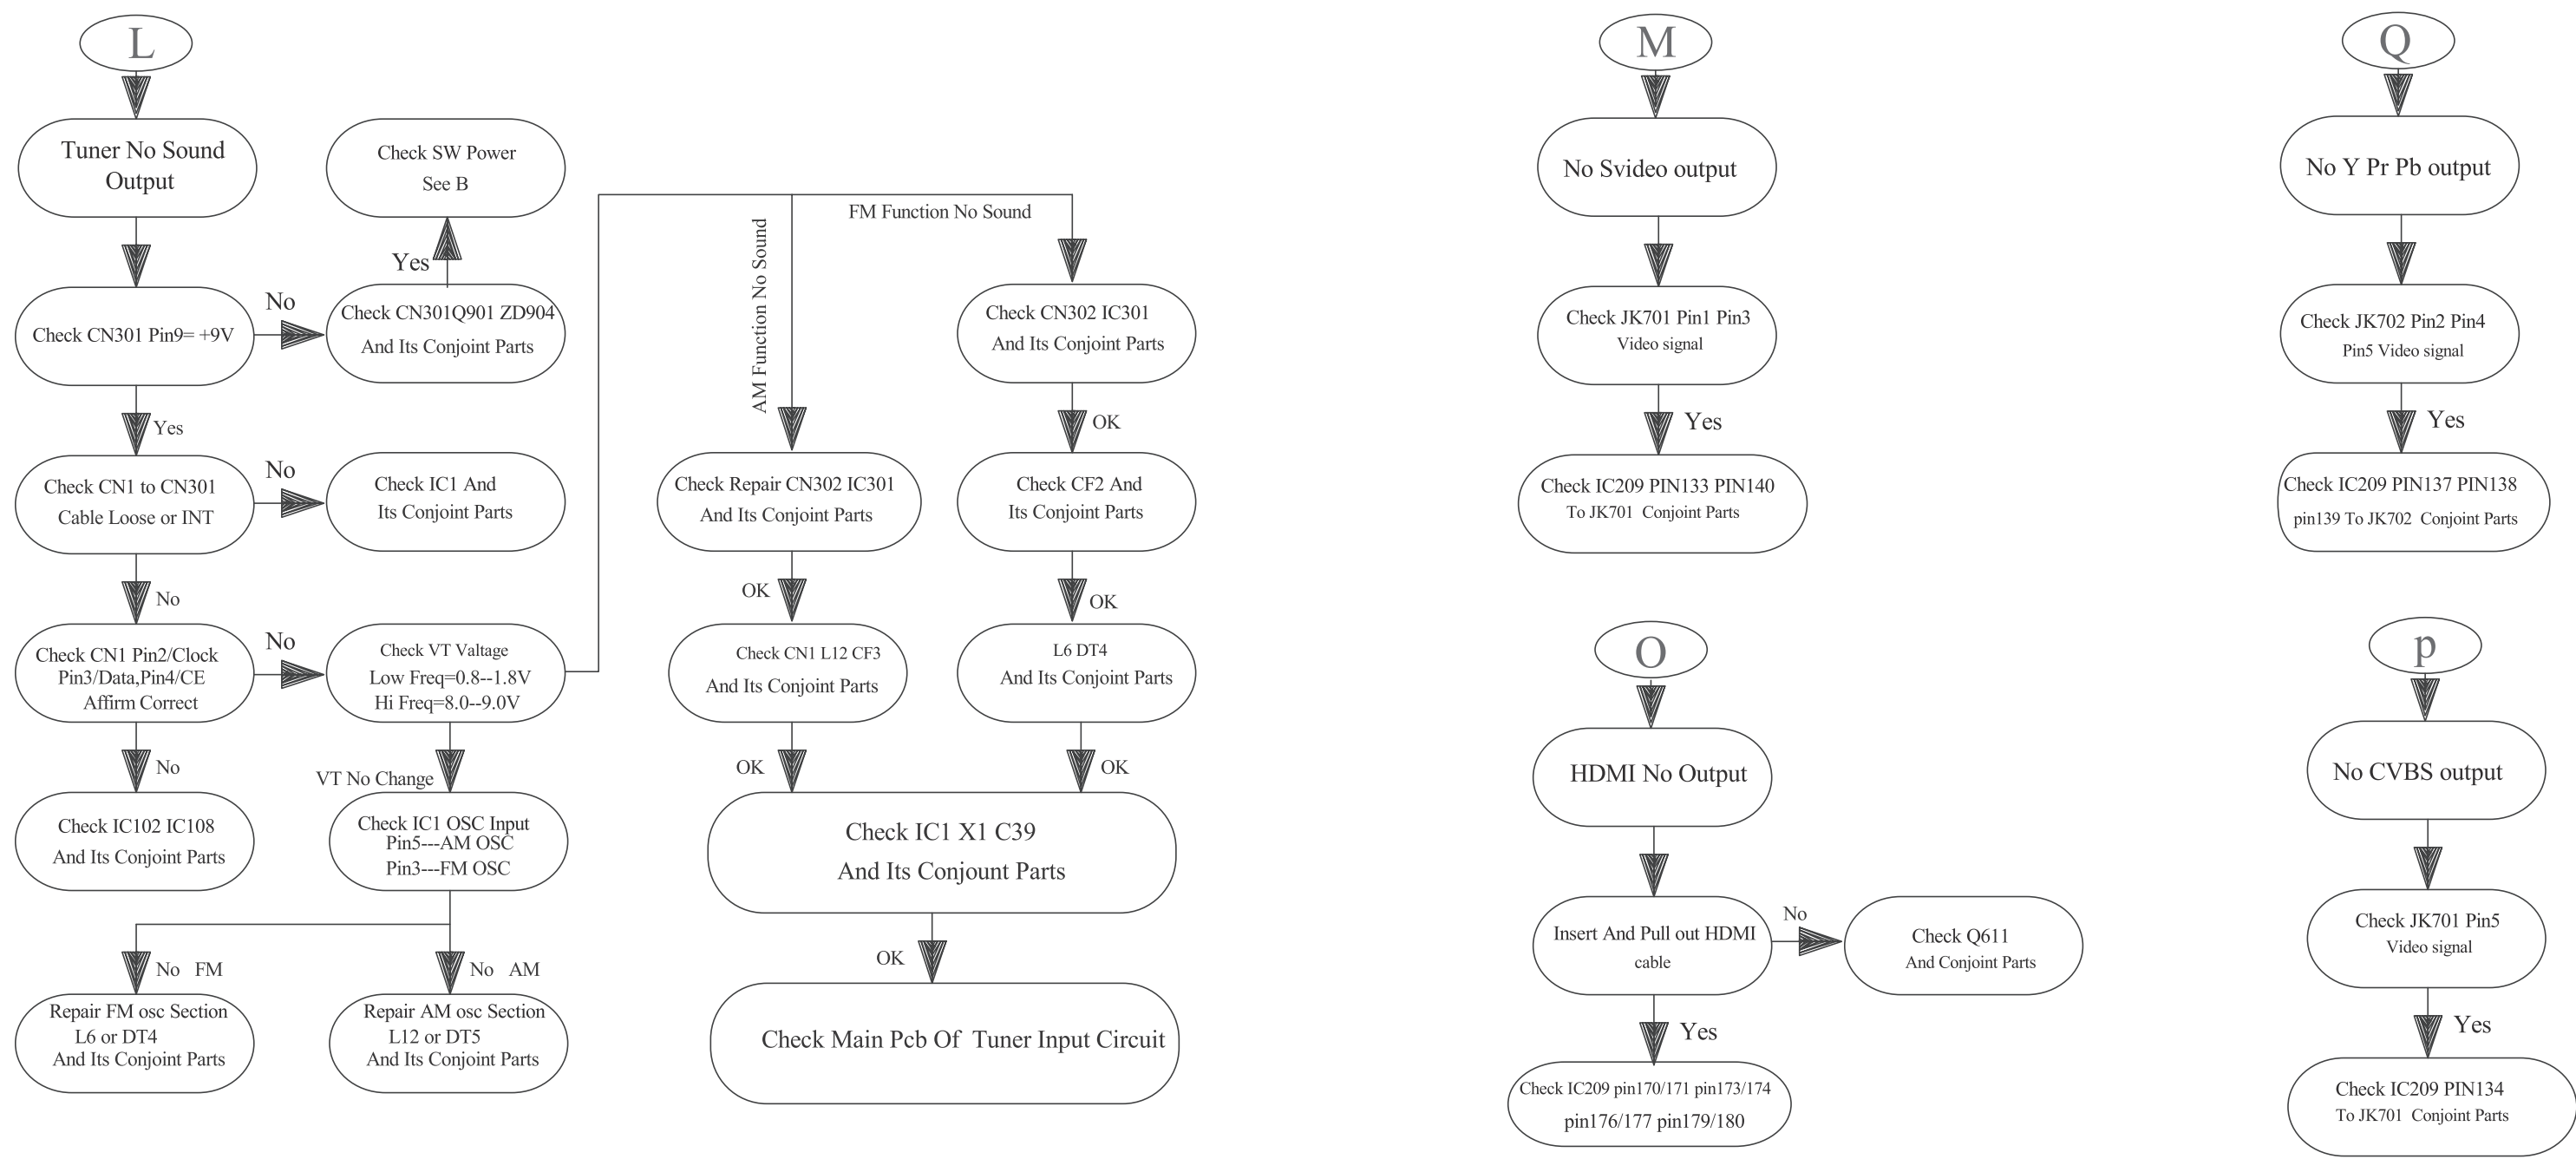 L
Tuner No Sound
Output
Check SW Power
See B
Yes
Check CN301 Pin9= +9V
No
Check CN301Q901 ZD904
And Its Conjoint Parts
Yes
Check CN1 to CN301
Cable Loose or INT
No
Check IC1 And
Its Conjoint Parts
No
Check CN1 Pin2/Clock
Pin3/Data,Pin4/CE
Affirm Correct
No
Check VT Valtage
Low Freq=0.8--1.8V
Hi Freq=8.0--9.0V
No
Check IC102 IC108
And Its Conjoint Parts
VT No Change
Check IC1 OSC Input
Pin5---AM OSC
Pin3---FM OSC
No FM
Repair FM osc Section
L6 or DT4
And Its Conjoint Parts
No AM
Repair AM osc Section
L12 or DT5
And Its Conjoint Parts
AM Function No Sound
Check Repair CN302 IC301
And Its Conjoint Parts
OK
Check CN1 L12 CF3
And Its Conjoint Parts
OK
FM Function No Sound
Check CN302 IC301
And Its Conjoint Parts
OK
Check CF2 And
Its Conjoint Parts
OK
L6 DT4
And Its Conjoint Parts
OK
Check IC1 X1 C39
And Its Conjount Parts
OK
Check Main Pcb Of Tuner Input Circuit
M
No Svideo output
Check JK701 Pin1 Pin3
Video signal
Yes
Check IC209 PIN133 PIN140
To JK701 Conjoint Parts
O
HDMI No Output
Insert And Pull out HDMI
cable
No
Check Q611
And Conjoint Parts
Yes
Check IC209 pin170/171 pin173/174
pin176/177 pin179/180
Q
No Y Pr Pb output
Check JK702 Pin2 Pin4
Pin5 Video signal
Yes
Check IC209 PIN137 PIN138
pin139 To JK702 Conjoint Parts
p
No CVBS output
Check JK701 Pin5
Video signal
Yes
Check IC209 PIN134
To JK701 Conjoint Parts